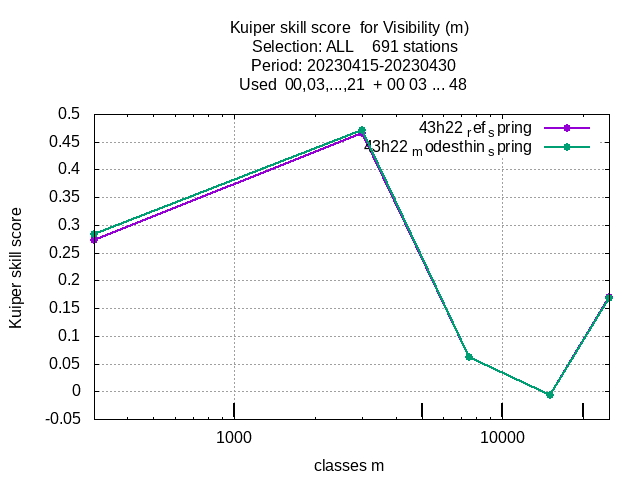 Kuiper skill score  for Visibility (m)
Selection: ALL    691 stations
Period: 20230415-20230430
Used  00,03,...,21  + 00 03 ... 48
43h22 ref spring
43h22 modesthin spring
0.5
0.45
0.4
0.35
0.3
0.25
0.2
0.15
0.1
0.05
0
-0.05
Kuiper skill score
1000 10000
classes m